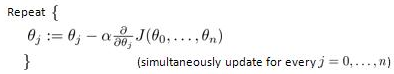 Repeat {
θ_j := θ_j − α ∂/∂θ_j J(θ_0, . . . , θ_n)
} (simultaneously update for every j = 0, . . . , n)